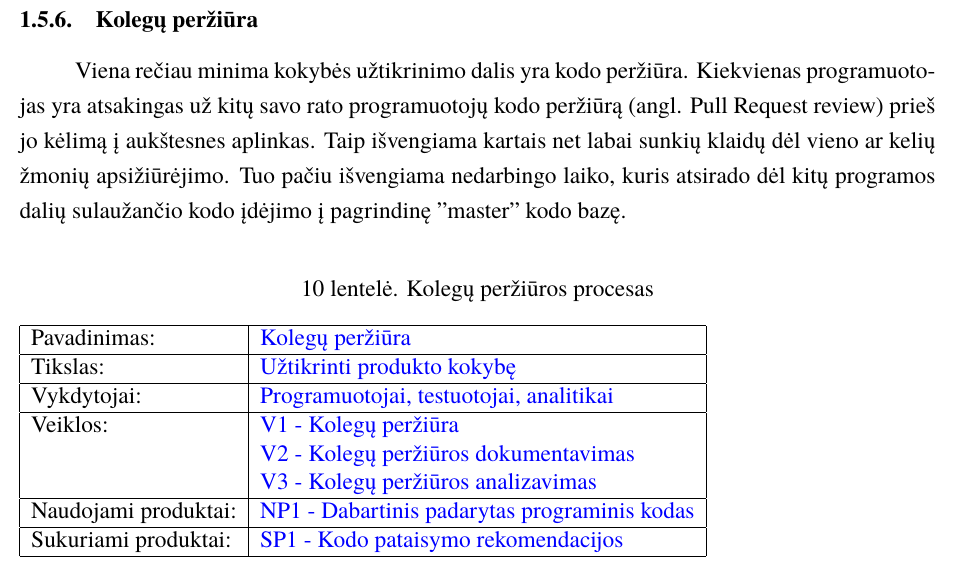 1.5.6. Kolegų peržiūra
Viena rečiau minima kokybės užtikrinimo dalis yra kodo peržiūra. Kiekvienas programuoto-
jas yra atsakingas už kitų savo rato programuotojų kodo peržiūrą (angl. Pull Request review) prieš
jo kėlimą į aukštesnes aplinkas. Taip išvengiama kartais net labai sunkių klaidų dėl vieno ar kelių
žmonių apsižiūrėjimo. Tuo pačiu išvengiama nedarbingo laiko, kuris atsirado dėl kitų programos
dalių sulaužančio kodo įdėjimo į pagrindinę ”master” kodo bazę.
10 lentelė. Kolegų peržiūros procesas
Pavadinimas: Kolegų peržiūra
Tikslas: Užtikrinti produkto kokybę
Vykdytojai: Programuotojai, testuotojai, analitikai
Veiklos: V1 - Kolegų peržiūra
V2 - Kolegų peržiūros dokumentavimas
V3 - Kolegų peržiūros analizavimas
Naudojami produktai: NP1 - Dabartinis padarytas programinis kodas
Sukuriami produktai: SP1 - Kodo pataisymo rekomendacijos